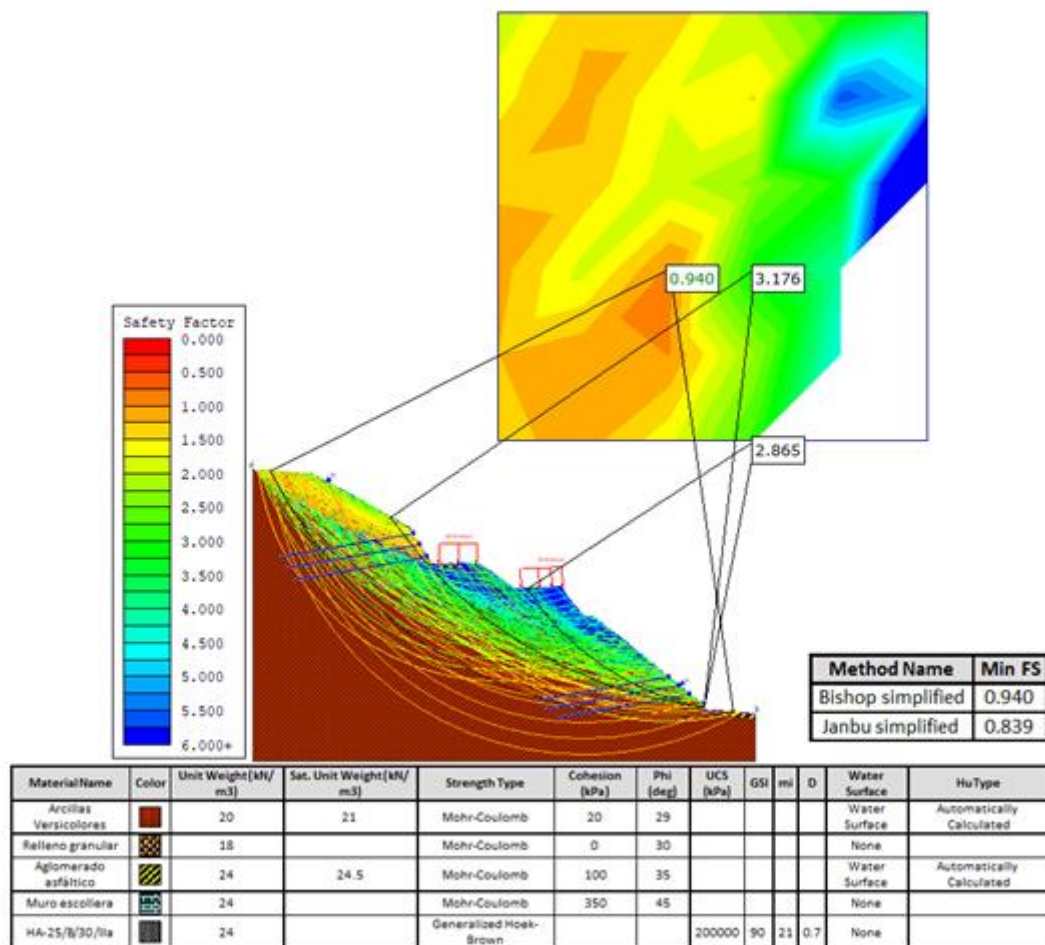 0.940
3.176
2.865
Safety Factor
0.000
0.500
1.000
1.500
2.000
2.500
3.000
3.500
4.000
4.500
5.000
5.500
6.000+
Method Name Min FS
Bishop simplified 0.940
Janbu simplified 0.839
Material Name Color Unit Weight (kN/m3) Sat. Unit Weight (kN/m3) Strength Type Cohesion (kPa) Phi (deg) UCS (kPa) GSI mi D Water Surface Hu Type
Arcillas Versicolores 20 21 Mohr-Coulomb 20 29 Water Surface Automatically Calculated
Relleno granular 18 Mohr-Coulomb 0 30 None
Aglomerado asfáltico 24 24.5 Mohr-Coulomb 100 35 Water Surface Automatically Calculated
Muro escollera 24 Mohr-Coulomb 350 45 None
HA-25/B/30/IIa 24 Generalized Hoek-Brown 200000 90 21 0.7 None